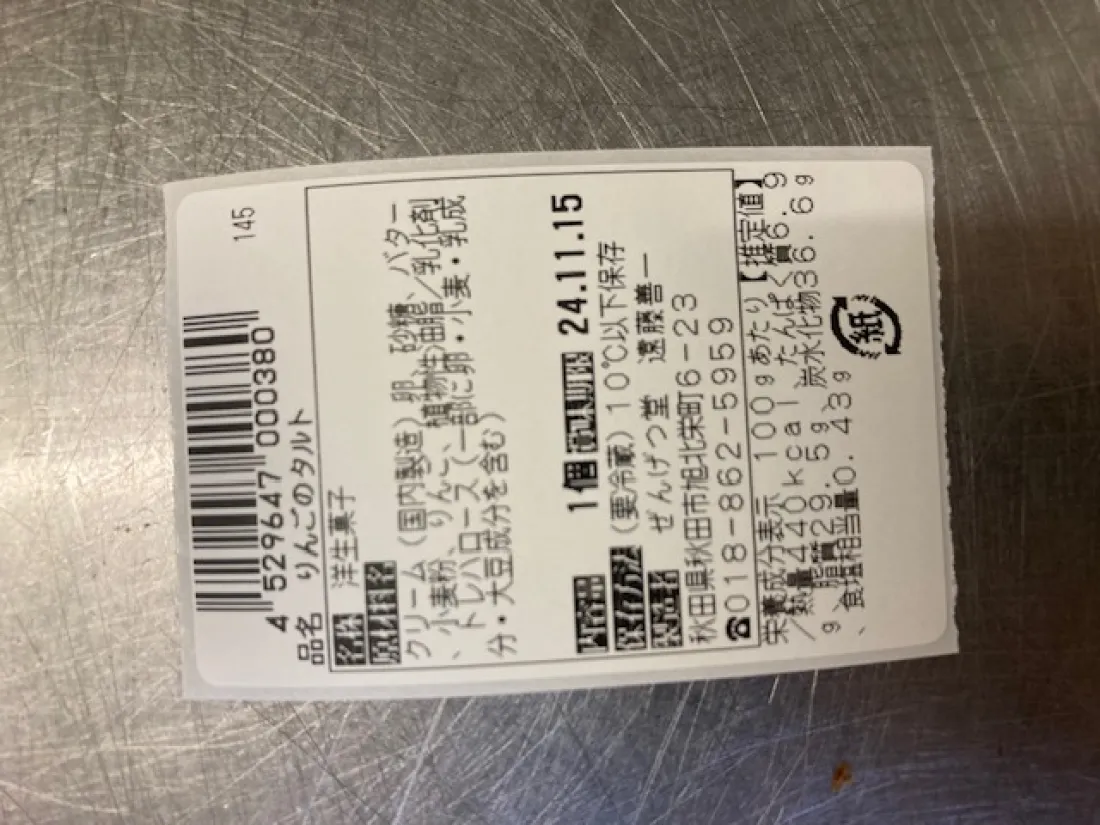 145
4 529647 000380
品名 りんごのタルト
名称 洋生菓子
原材料名
クリーム(国内製造)、卵、砂糖、バター
、小麦粉、りんご、植物性油脂/乳化剤
、トレハロース(一部に卵・小麦・乳成
分・大豆成分を含む)
内容量 1個 賞味期限 24.11.15
保存方法 (要冷蔵)10℃以下保存
製造者 ぜんげつ堂 遠藤善一
秋田県秋田市旭北栄町6-23
☎018-862-5959
栄養成分表示 100gあたり【推定値】
/熱量440kcal、たんぱく質6.9
g、脂質29.5g、炭水化物36.6g
、食塩相当量0.43g
紙